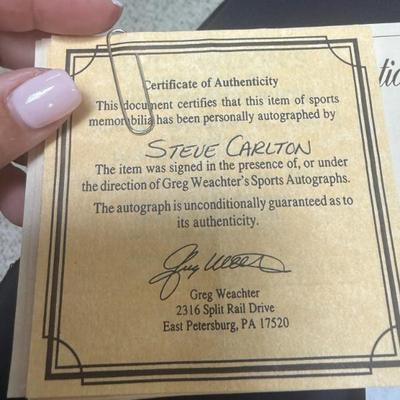 Certificate of Authenticity
This document certifies that this item of sports
memorabilia has been personally autographed by
STEVE CARLTON
The item was signed in the presence of, or under
the direction of Greg Weachter's Sports Autographs.
The autograph is unconditionally guaranteed as to
its authenticity.
Greg Weachter
2316 Split Rail Drive
East Petersburg, PA 17520